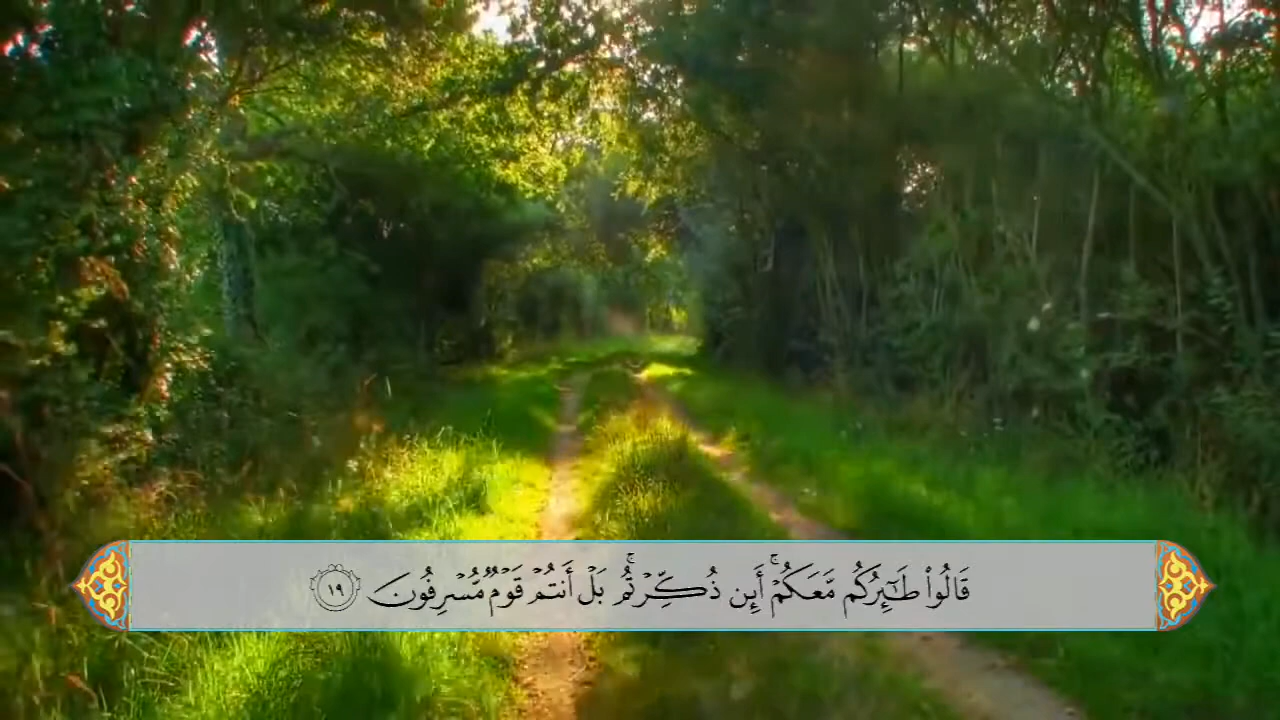 قَالُوا۟ طَـٰٓئِرُكُم مَّعَكُمْ ۚ أَئِن ذُكِّرْتُم ۚ بَلْ أَنتُمْ قَوْمٌ مُّسْرِفُونَ ١٩